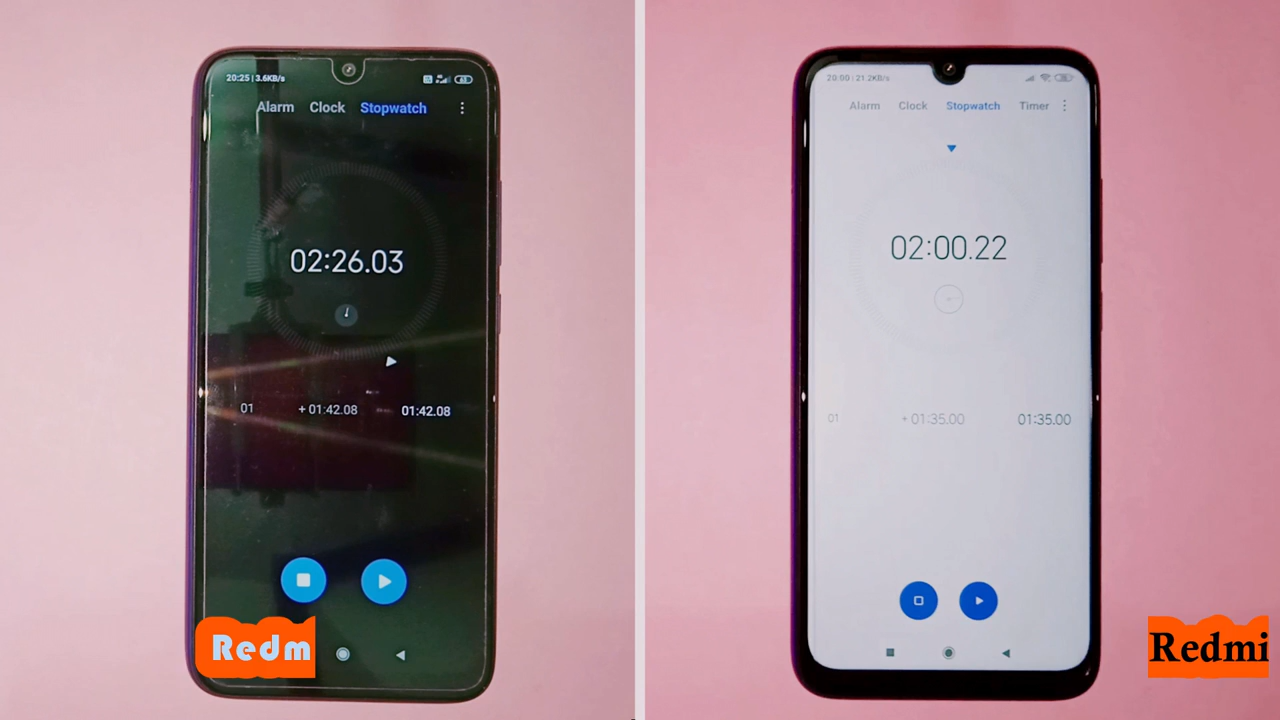 20:25 | 3.6KB/s
Alarm Clock Stopwatch
02:26.03
01 + 01:42.08 01:42.08
Redm
20:00 | 21.2KB/s
Alarm Clock Stopwatch Timer
02:00.22
01 + 01:35.00 01:35.00
Redmi